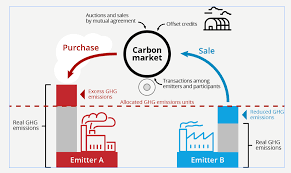 Auctions and sales
by mutual agreement
Offset credits
Purchase
Carbon
market
Sale
Transactions among
emitters and participants
Excess GHG
emissions
Allocated GHG emissions units
Reduced GHG
emissions
Real GHG
emissions
Real GHG
emissions
Emitter A
Emitter B